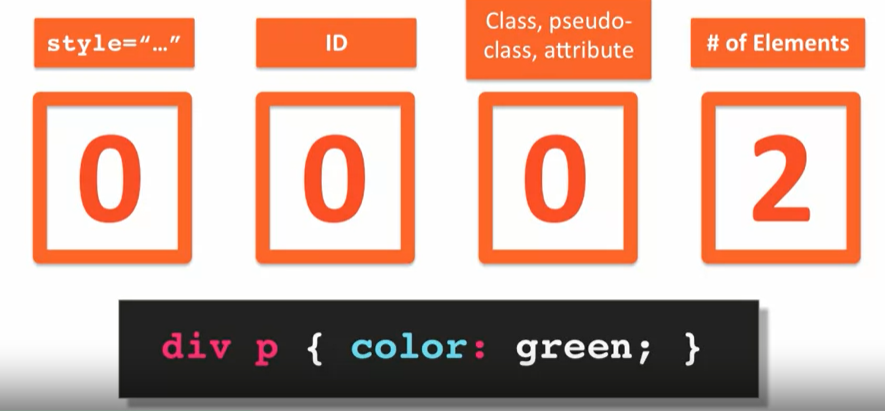 style=“…”
ID
Class, pseudo-
class, attribute
# of Elements
0
0
0
2
div p { color: green; }